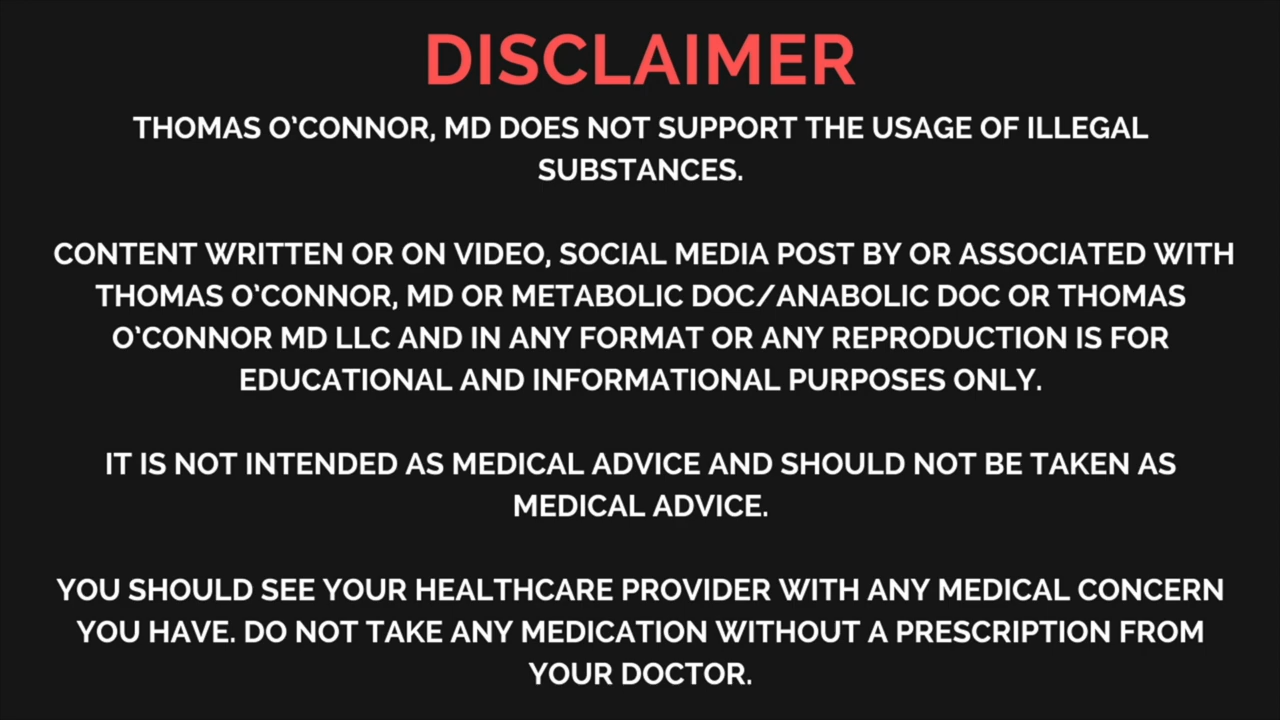 DISCLAIMER
THOMAS O'CONNOR, MD DOES NOT SUPPORT THE USAGE OF ILLEGAL
SUBSTANCES.
CONTENT WRITTEN OR ON VIDEO, SOCIAL MEDIA POST BY OR ASSOCIATED WITH
THOMAS O'CONNOR, MD OR METABOLIC DOC/ANABOLIC DOC OR THOMAS
O'CONNOR MD LLC AND IN ANY FORMAT OR ANY REPRODUCTION IS FOR
EDUCATIONAL AND INFORMATIONAL PURPOSES ONLY.
IT IS NOT INTENDED AS MEDICAL ADVICE AND SHOULD NOT BE TAKEN AS
MEDICAL ADVICE.
YOU SHOULD SEE YOUR HEALTHCARE PROVIDER WITH ANY MEDICAL CONCERN
YOU HAVE. DO NOT TAKE ANY MEDICATION WITHOUT A PRESCRIPTION FROM
YOUR DOCTOR.